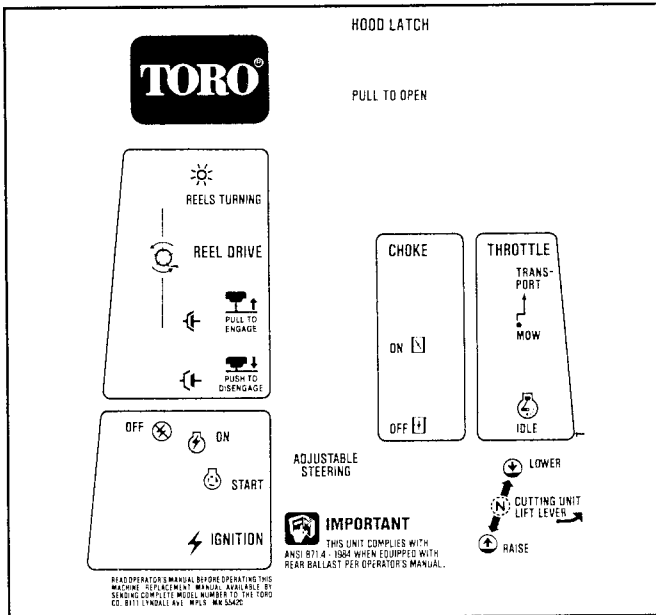 HOOD LATCH
TORO®
PULL TO OPEN
REELS TURNING
REEL DRIVE
PULL TO
ENGAGE
PUSH TO
DISENGAGE
CHOKE
ON
OFF
THROTTLE
TRANS-
PORT
MOW
IDLE
OFF
ON
START
IGNITION
ADJUSTABLE
STEERING
LOWER
N
CUTTING UNIT
LIFT LEVER
RAISE
IMPORTANT
THIS UNIT COMPLIES WITH
ANSI B71.4 - 1984 WHEN EQUIPPED WITH
REAR BALLAST PER OPERATOR'S MANUAL.
READ OPERATOR'S MANUAL BEFORE OPERATING THIS
MACHINE REPLACEMENT MANUAL AVAILABLE BY
SENDING COMPLETE MODEL NUMBER TO THE TORO
CO. 8111 LYNDALE AVE MPLS MN 55420